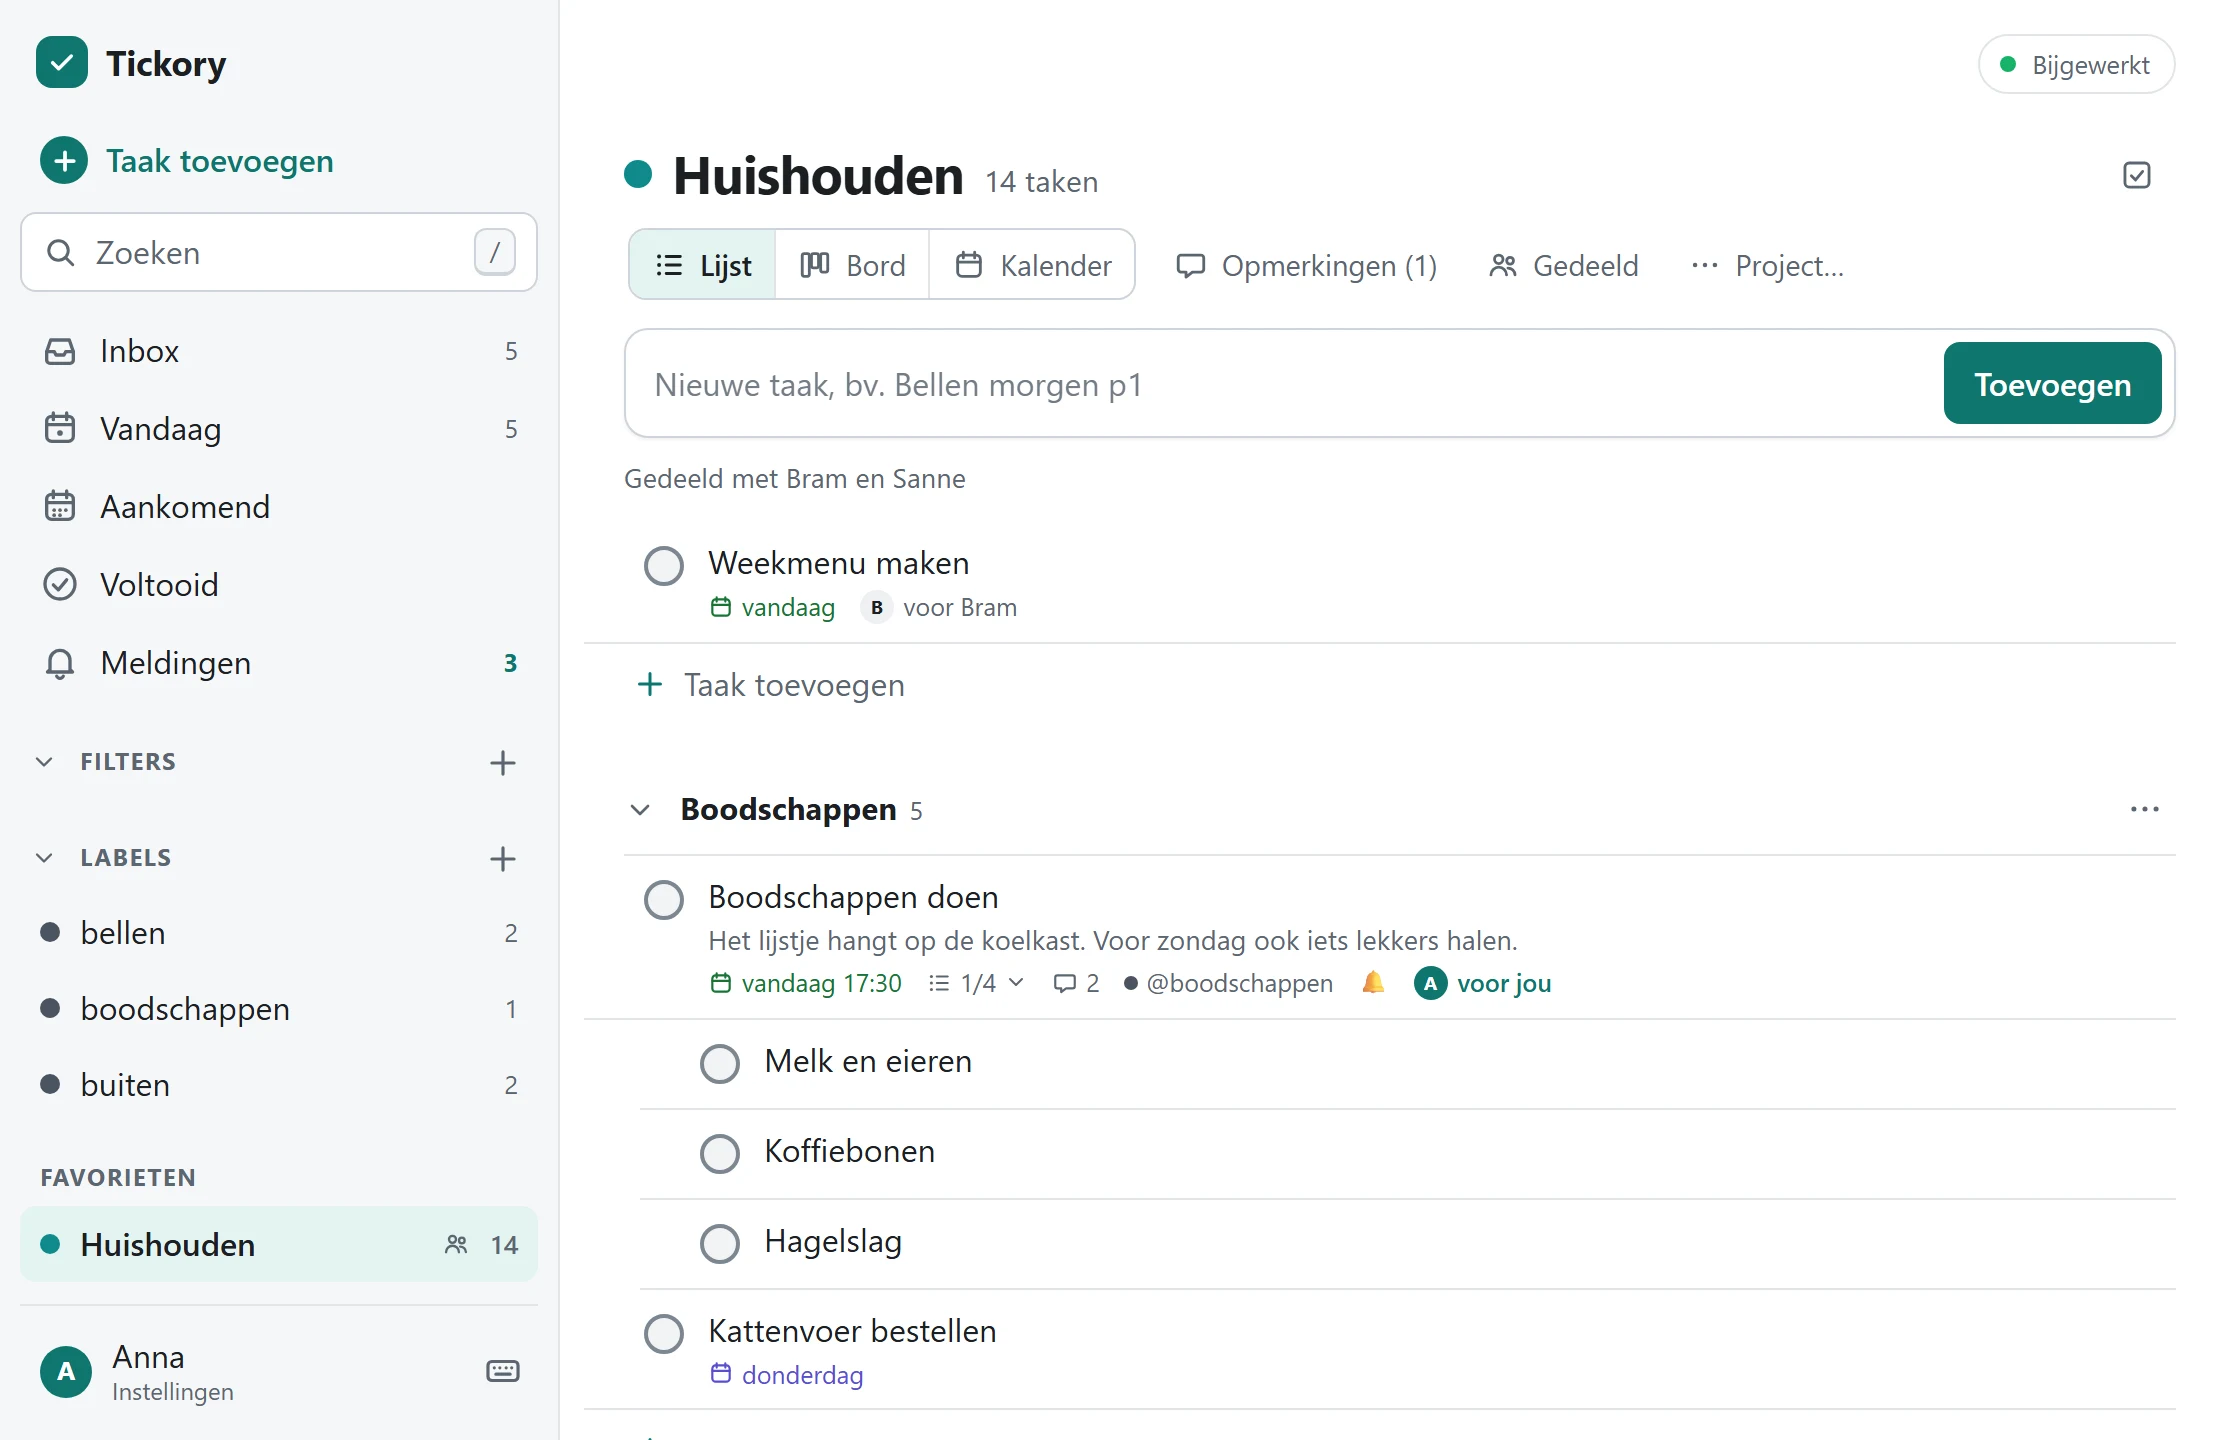 Tickory
Taak toevoegen
Zoeken /
Inbox 5
Vandaag 5
Aankomend
Voltooid
Meldingen 3
FILTERS
LABELS
bellen 2
boodschappen 1
buiten 2
FAVORIETEN
Huishouden 14
A Anna
Instellingen
Bijgewerkt
Huishouden 14 taken
Lijst Bord Kalender Opmerkingen (1) Gedeeld Project...
Nieuwe taak, bv. Bellen morgen p1 Toevoegen
Gedeeld met Bram en Sanne
Weekmenu maken
vandaag B voor Bram
Taak toevoegen
Boodschappen 5
Boodschappen doen
Het lijstje hangt op de koelkast. Voor zondag ook iets lekkers halen.
vandaag 17:30 1/4 2 @boodschappen A voor jou
Melk en eieren
Koffiebonen
Hagelslag
Kattenvoer bestellen
donderdag